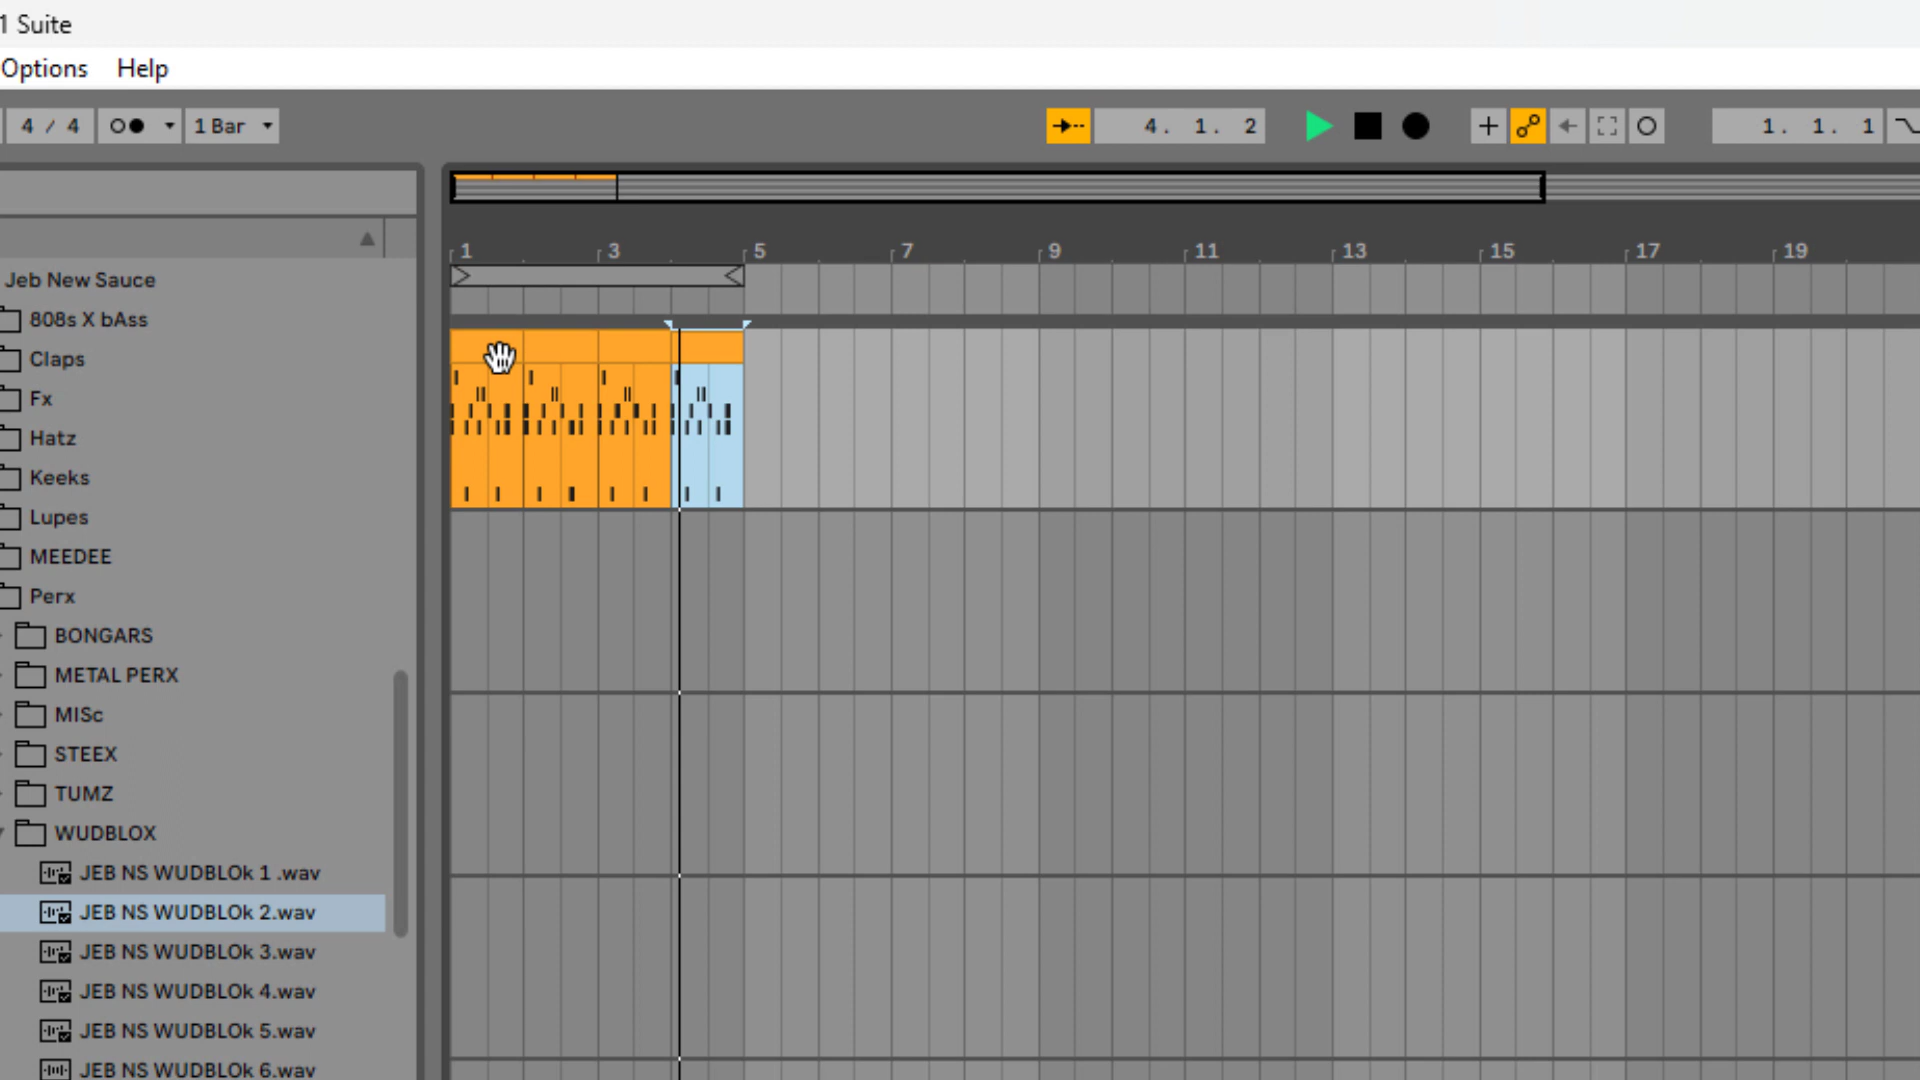 1 Suite
Options Help
4 / 4 1 Bar 4. 1. 2 1. 1. 1
1 3 5 7 9 11 13 15 17 19
Jeb New Sauce
808s X bAss
Claps
Fx
Hatz
Keeks
Lupes
MEEDEE
Perx
BONGARS
METAL PERX
MISc
STEEX
TUMZ
WUDBLOX
JEB NS WUDBLOk 1 .wav
JEB NS WUDBLOk 2.wav
JEB NS WUDBLOk 3.wav
JEB NS WUDBLOk 4.wav
JEB NS WUDBLOk 5.wav
JEB NS WUDBLOk 6.wav